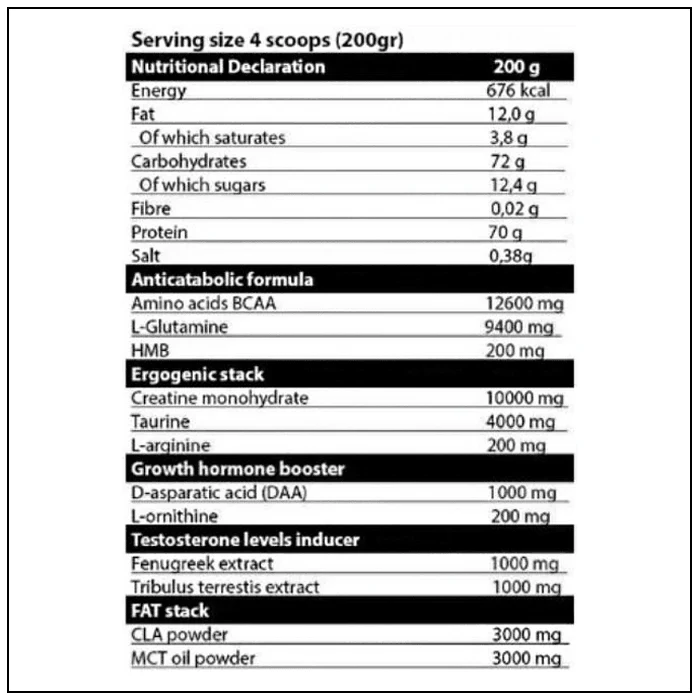 Serving size 4 scoops (200gr)
Nutritional Declaration 200 g
Energy 676 kcal
Fat 12,0 g
Of which saturates 3,8 g
Carbohydrates 72 g
Of which sugars 12,4 g
Fibre 0,02 g
Protein 70 g
Salt 0,38g
Anticatabolic formula
Amino acids BCAA 12600 mg
L-Glutamine 9400 mg
HMB 200 mg
Ergogenic stack
Creatine monohydrate 10000 mg
Taurine 4000 mg
L-arginine 200 mg
Growth hormone booster
D-asparatic acid (DAA) 1000 mg
L-ornithine 200 mg
Testosterone levels inducer
Fenugreek extract 1000 mg
Tribulus terrestis extract 1000 mg
FAT stack
CLA powder 3000 mg
MCT oil powder 3000 mg